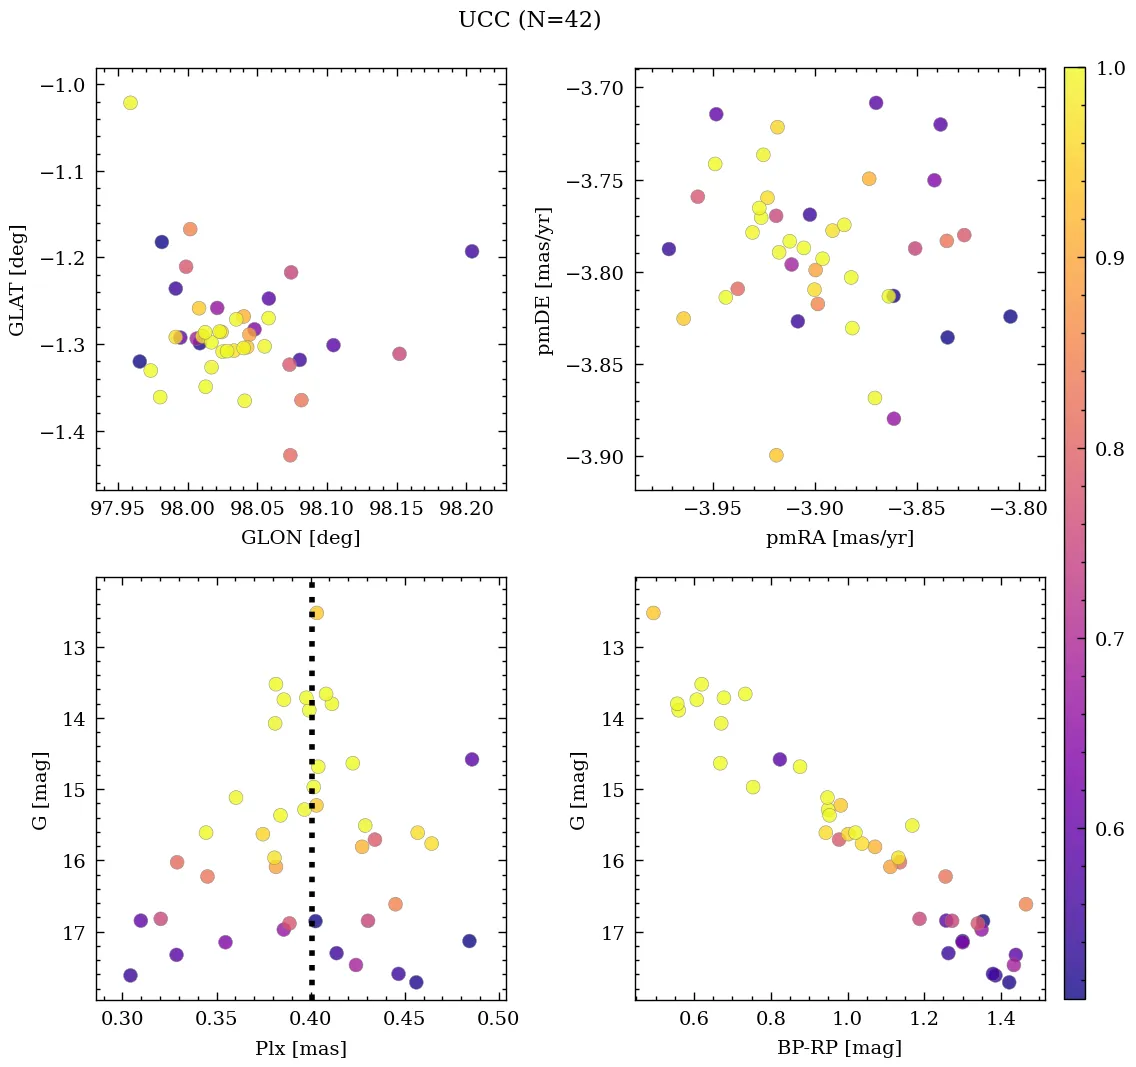 UCC (N=42)
−1.0
−1.1
−1.2
−1.3
−1.4
GLAT [deg]
97.95 98.00 98.05 98.10 98.15 98.20
GLON [deg]
−3.70
−3.75
−3.80
−3.85
−3.90
pmDE [mas/yr]
−3.95 −3.90 −3.85 −3.80
pmRA [mas/yr]
1.0
0.9
0.8
0.7
0.6
13
14
15
16
17
G [mag]
0.30 0.35 0.40 0.45 0.50
Plx [mas]
13
14
15
16
17
G [mag]
0.6 0.8 1.0 1.2 1.4
BP-RP [mag]